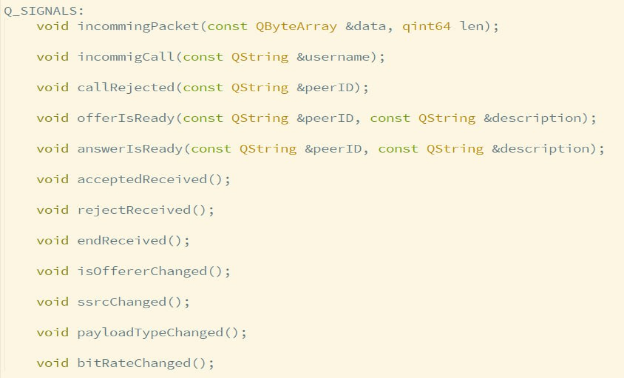 Q_SIGNALS:
void incommingPacket(const QByteArray &data, qint64 len);
void incommigCall(const QString &username);
void callRejected(const QString &peerID);
void offerIsReady(const QString &peerID, const QString &description);
void answerIsReady(const QString &peerID, const QString &description);
void acceptedReceived();
void rejectReceived();
void endReceived();
void isOffererChanged();
void ssrcChanged();
void payloadTypeChanged();
void bitRateChanged();